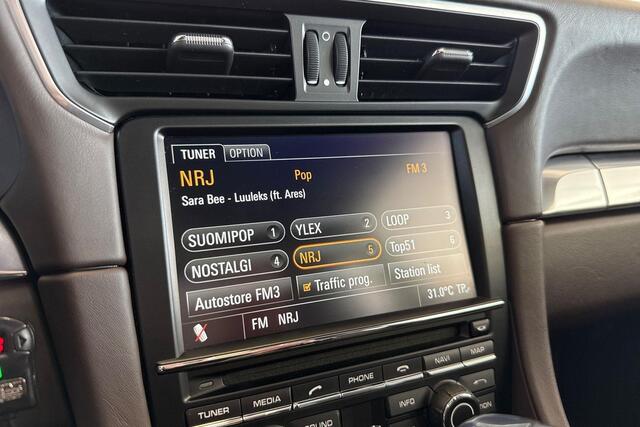 TUNER OPTION
NRJ Pop FM 3
Sara Bee - Luuleks (ft. Ares)
SUOMIPOP 1 YLEX 2 LOOP 3
NOSTALGI 4 NRJ 5 Top51 6
Autostore FM3 Traffic prog. Station list
FM NRJ 31.0°C TP
NAVI MAP
TUNER MEDIA PHONE
INFO